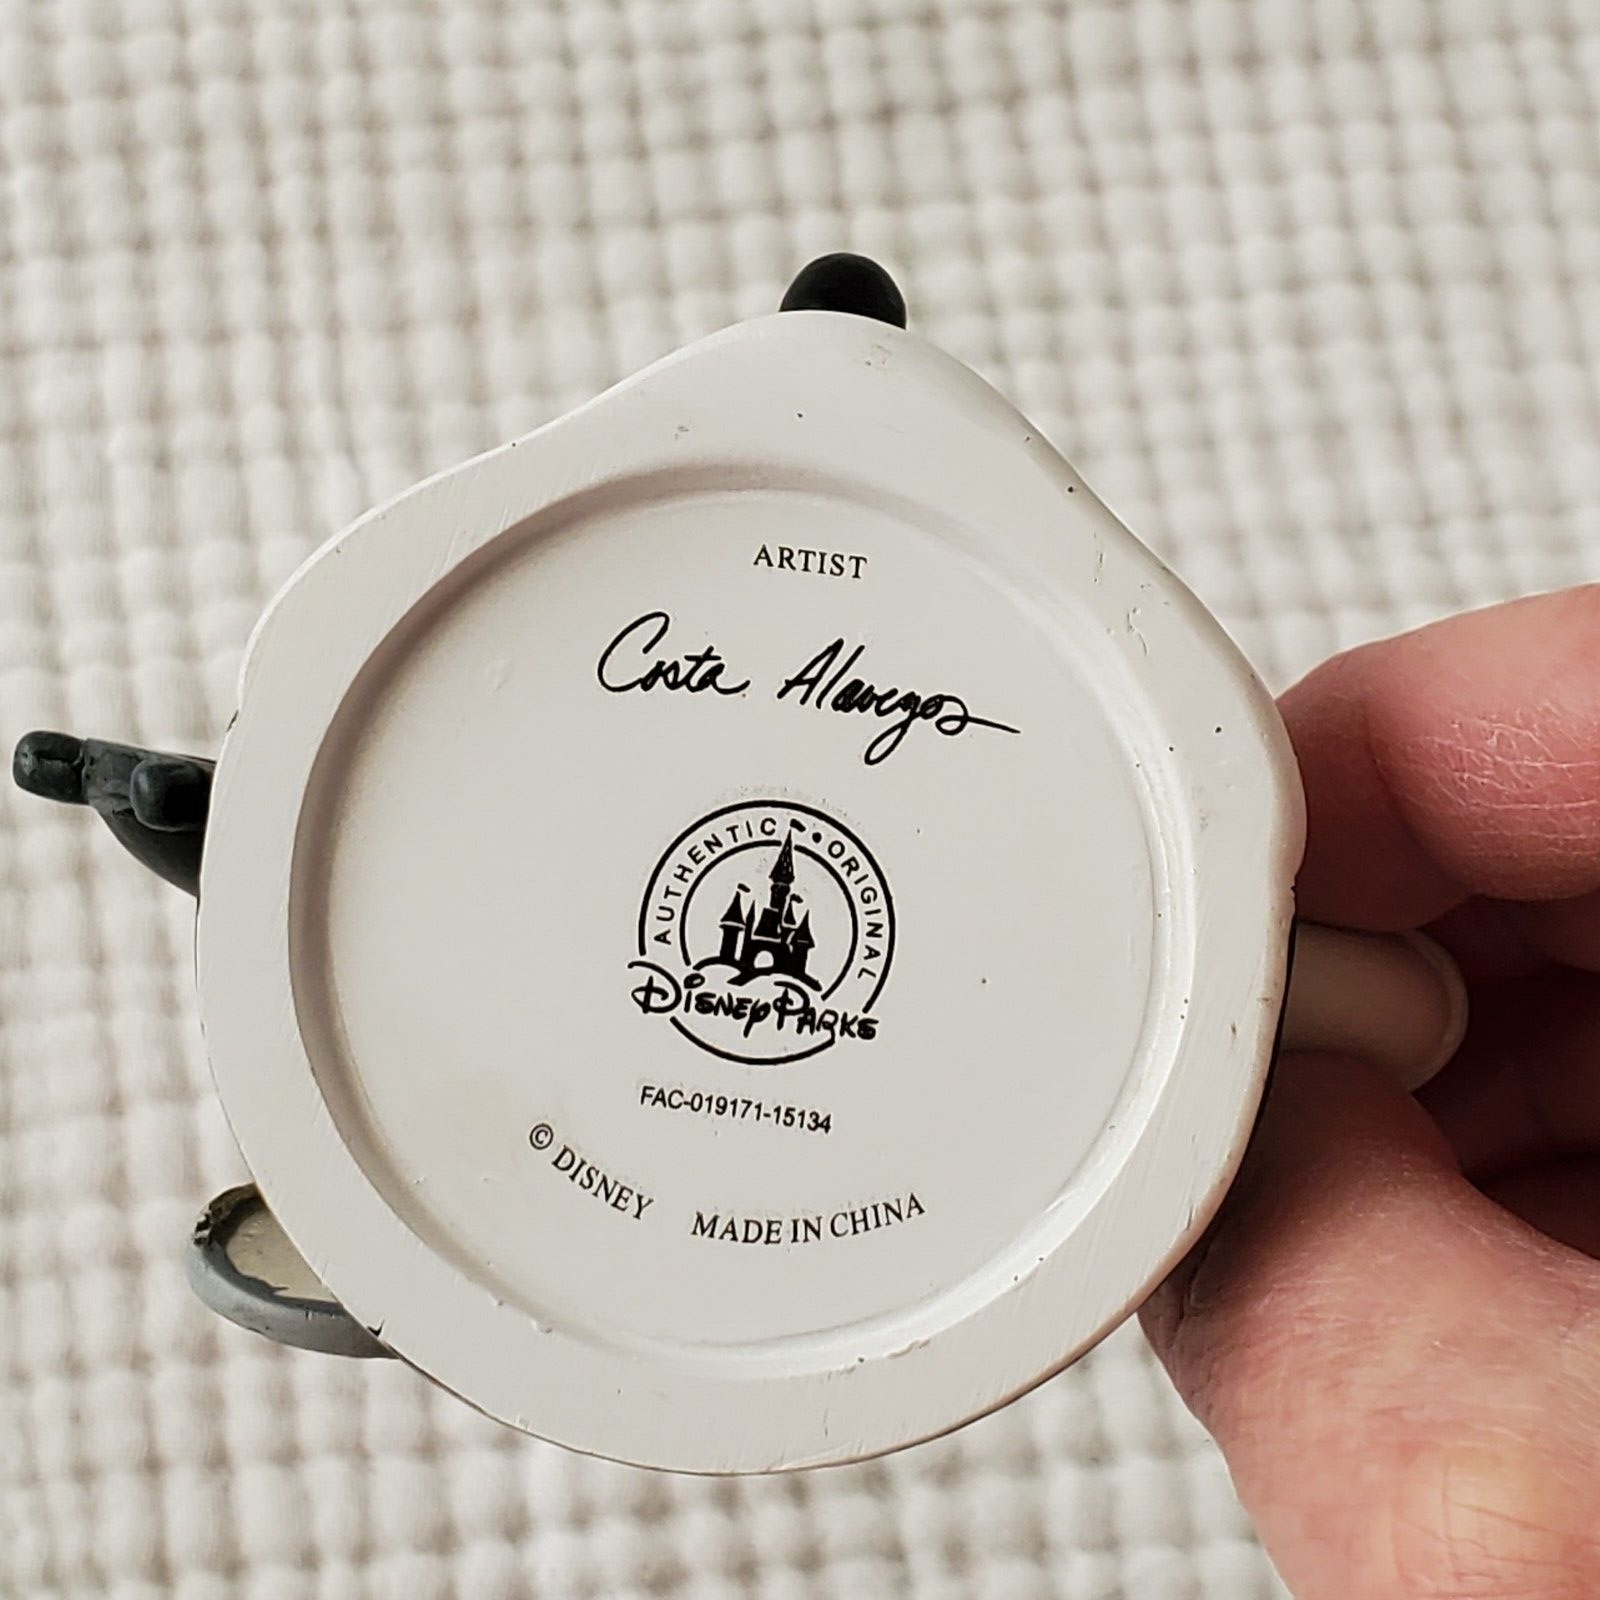 ARTIST
Costa Alavezos
AUTHENTIC • ORIGINAL
Disney Parks
FAC-019171-15134
© DISNEY MADE IN CHINA